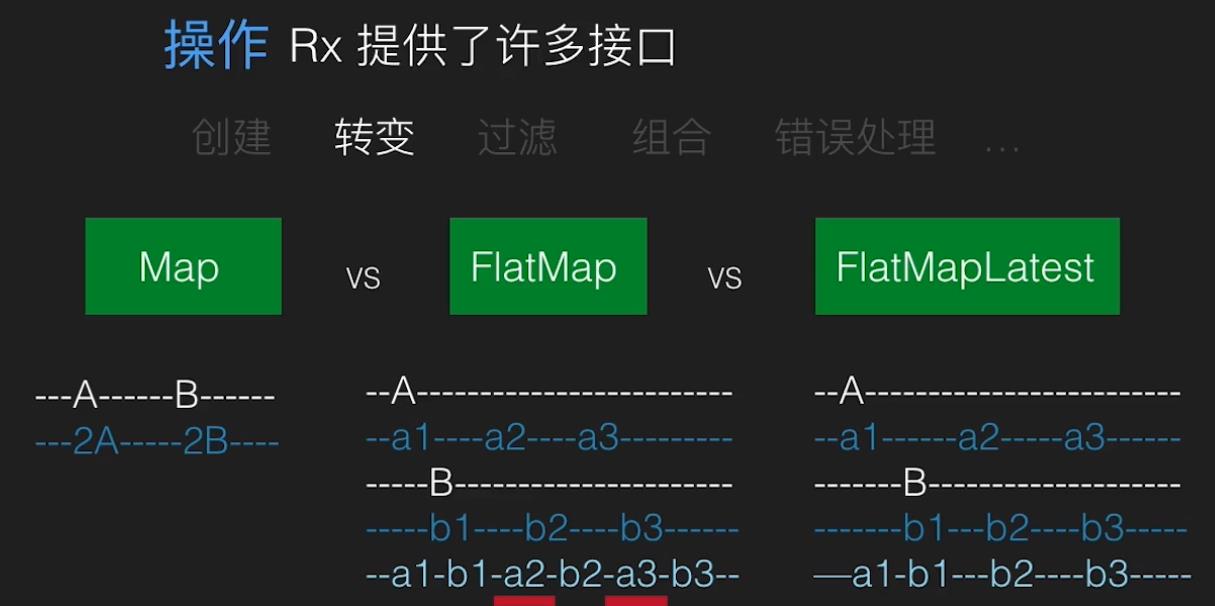 操作 Rx 提供了许多接口
创建 转变 过滤 组合 错误处理 ...
Map vs FlatMap vs FlatMapLatest
---A------B------
---2A-----2B----
--A-------------------------
--a1----a2----a3---------
-----B----------------------
-----b1----b2----b3------
--a1-b1-a2-b2-a3-b3--
--A-------------------------
--a1------a2-----a3------
-------B--------------------
-------b1---b2----b3-----
—a1-b1---b2----b3-----